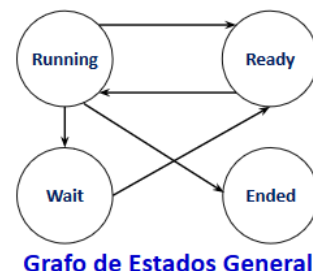 Running
Ready
Wait
Ended
Grafo de Estados General